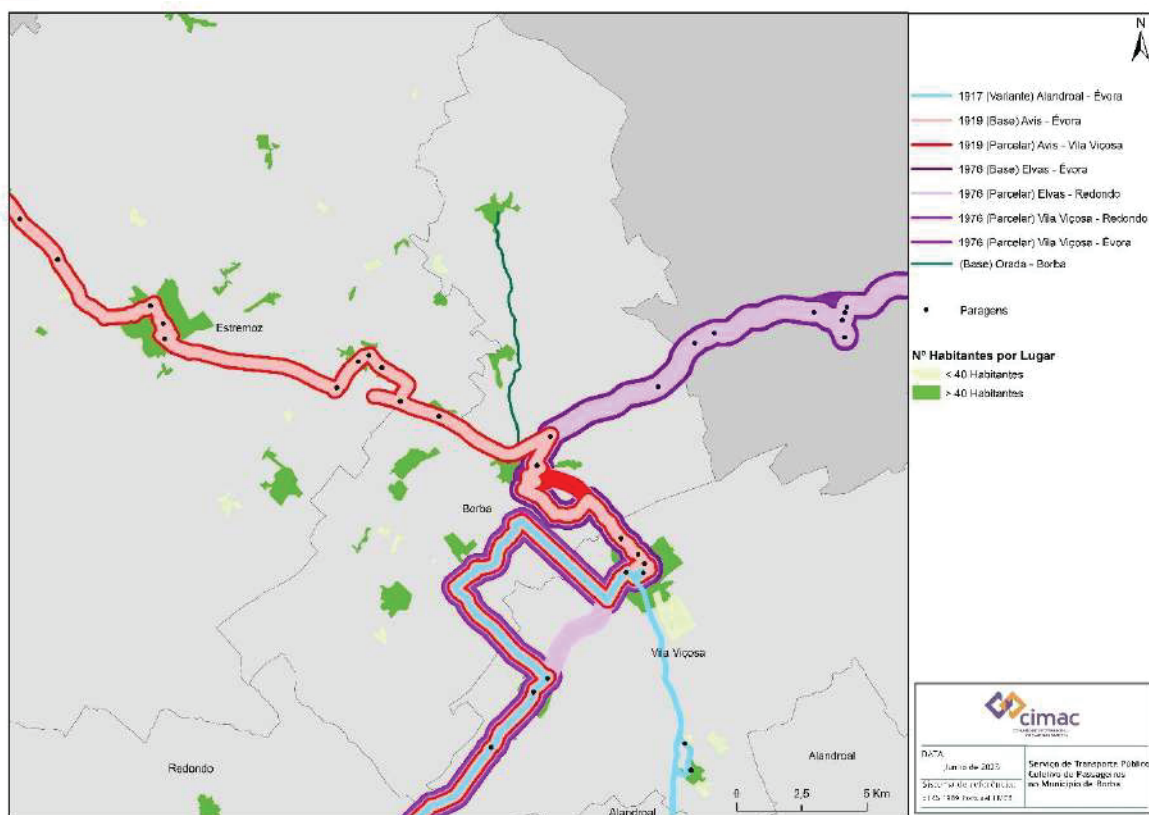 N
1917 (Variante) Alandroal - Évora
1919 (Base) Avis - Évora
1919 (Parcelar) Avis - Vila Viçosa
1976 (Base) Elvas - Évora
1976 (Parcelar) Elvas - Redondo
1976 (Parcelar) Vila Viçosa - Redondo
1976 (Parcelar) Vila Viçosa - Évora
(Base) Orada - Borba
Paragens
Nº Habitantes por Lugar
< 40 Habitantes
> 40 Habitantes
Estremoz
Borba
Vila Viçosa
Redondo
Alandroal
Alandroal
0 2,5 5 Km
cimac
DATA
de 2025
Sistema de referência:
Serviço de Transporte Público
Coletivo de Passageiros
no Município de Borba